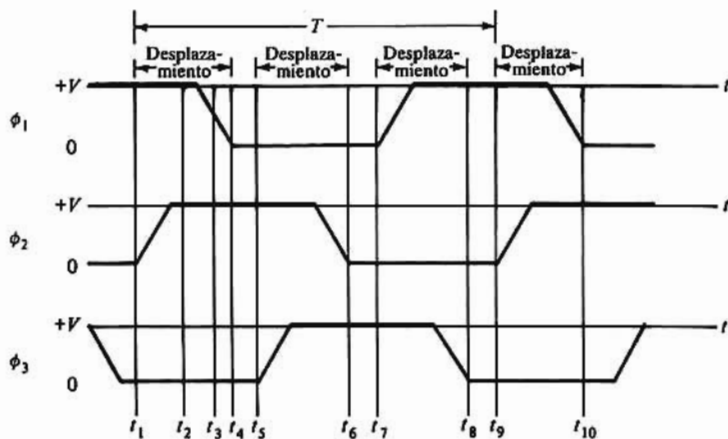 T
Desplaza-
miento
Desplaza-
miento
Desplaza-
miento
Desplaza-
miento
+V
t
ϕ1
0
+V
t
ϕ2
0
+V
t
ϕ3
0
t1 t2 t3 t4 t5 t6 t7 t8 t9 t10